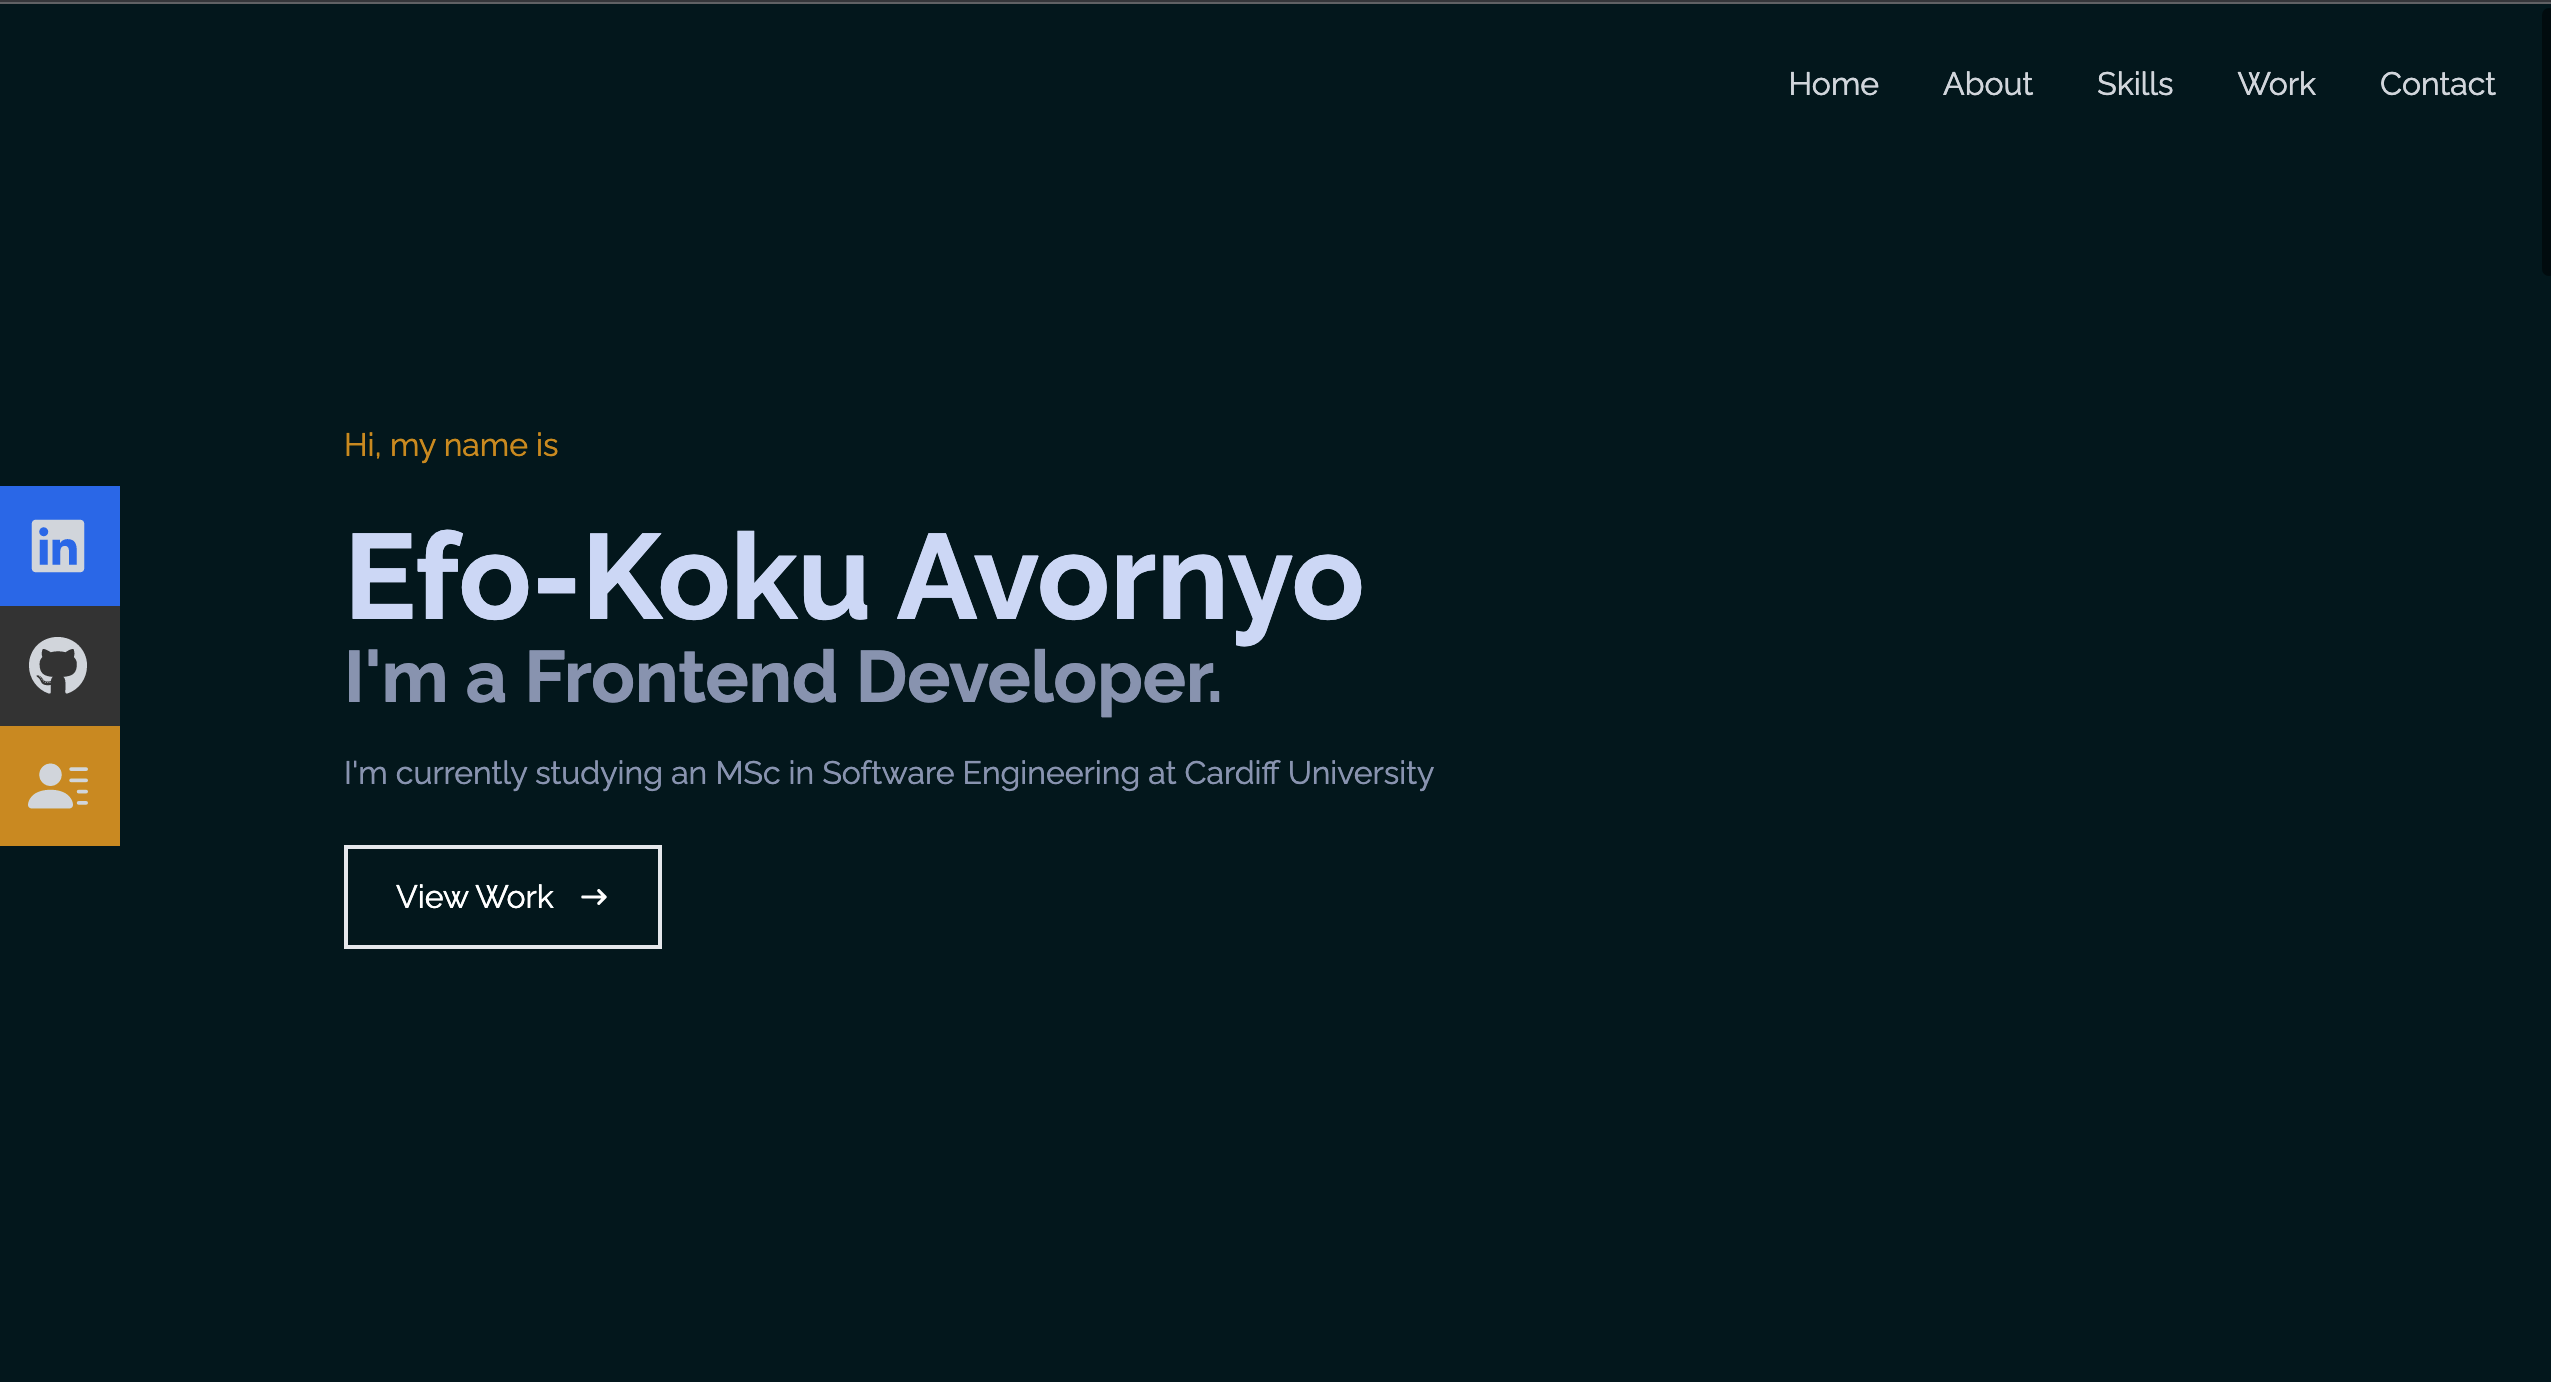 Home About Skills Work Contact
Hi, my name is
Efo-Koku Avornyo
I'm a Frontend Developer.
I'm currently studying an MSc in Software Engineering at Cardiff University
in
View Work →